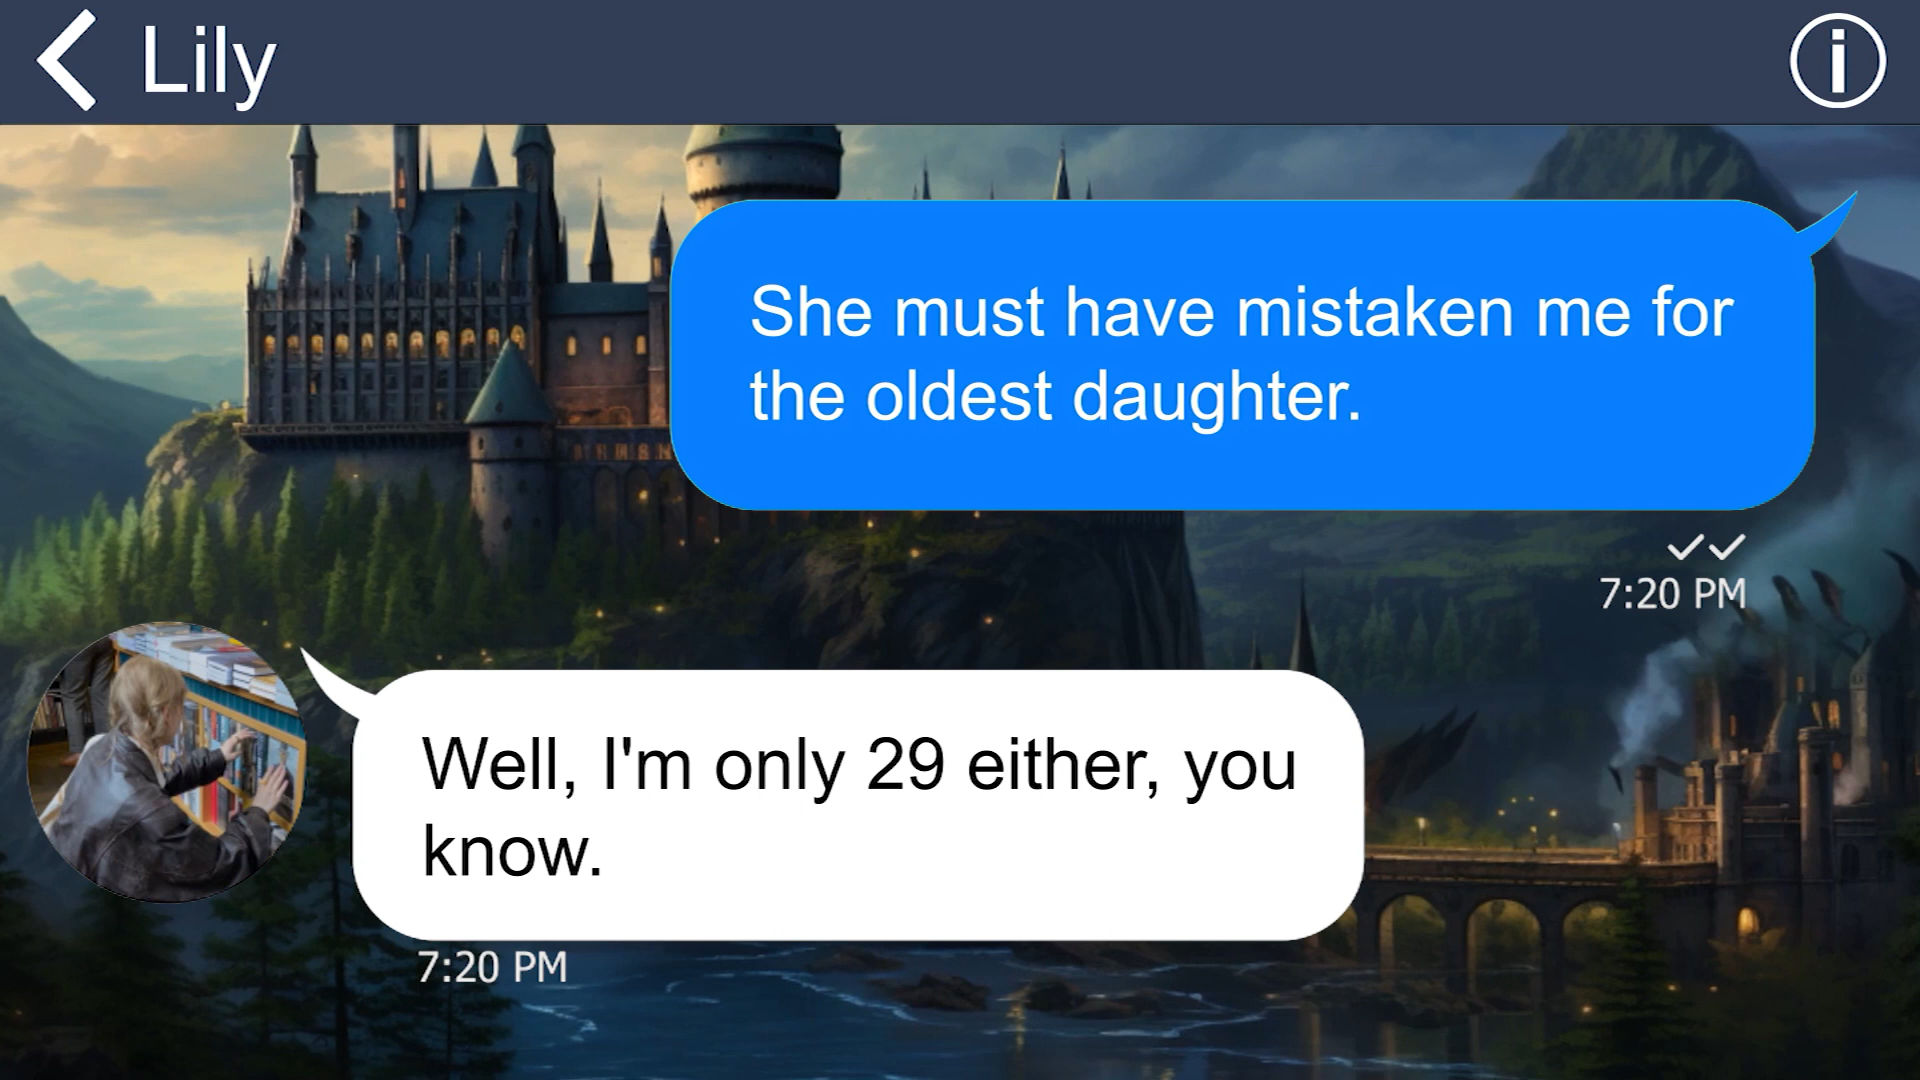 Lily
She must have mistaken me for
the oldest daughter.
7:20 PM
Well, I'm only 29 either, you
know.
7:20 PM